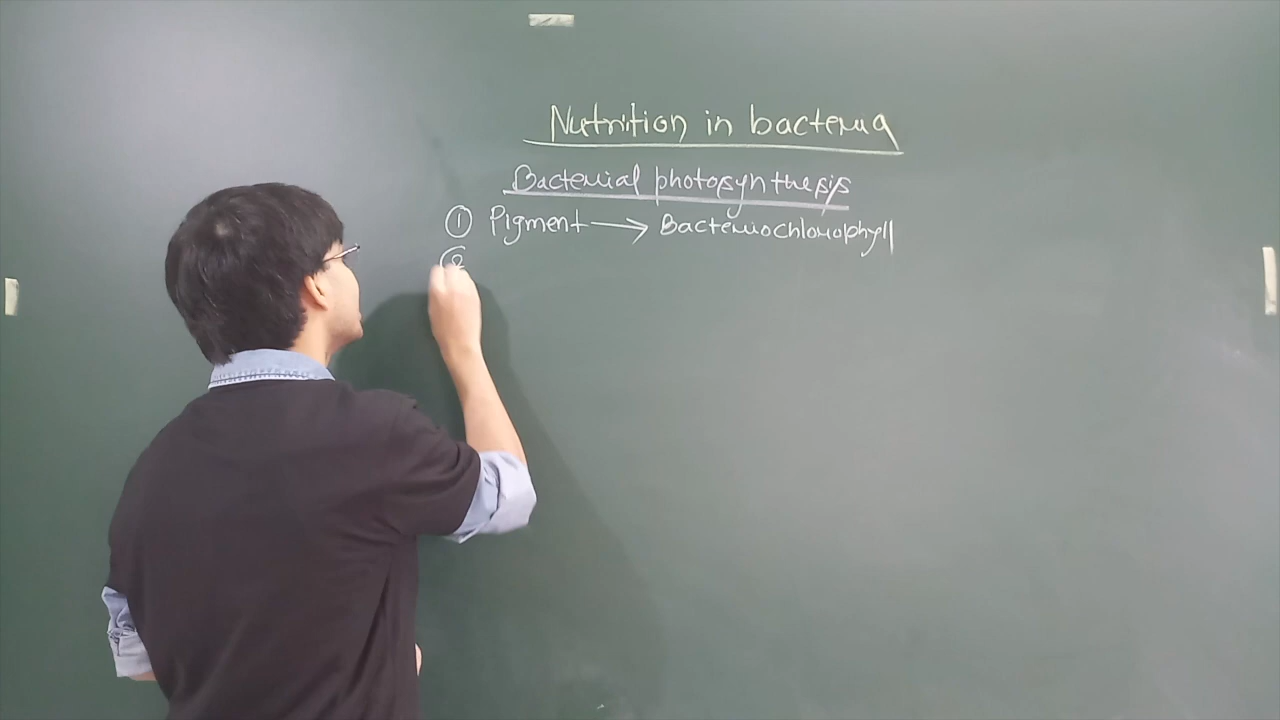 Nutrition in bacteria
Bacterial photosynthesis
① Pigment → Bacteriochlorophyll
②